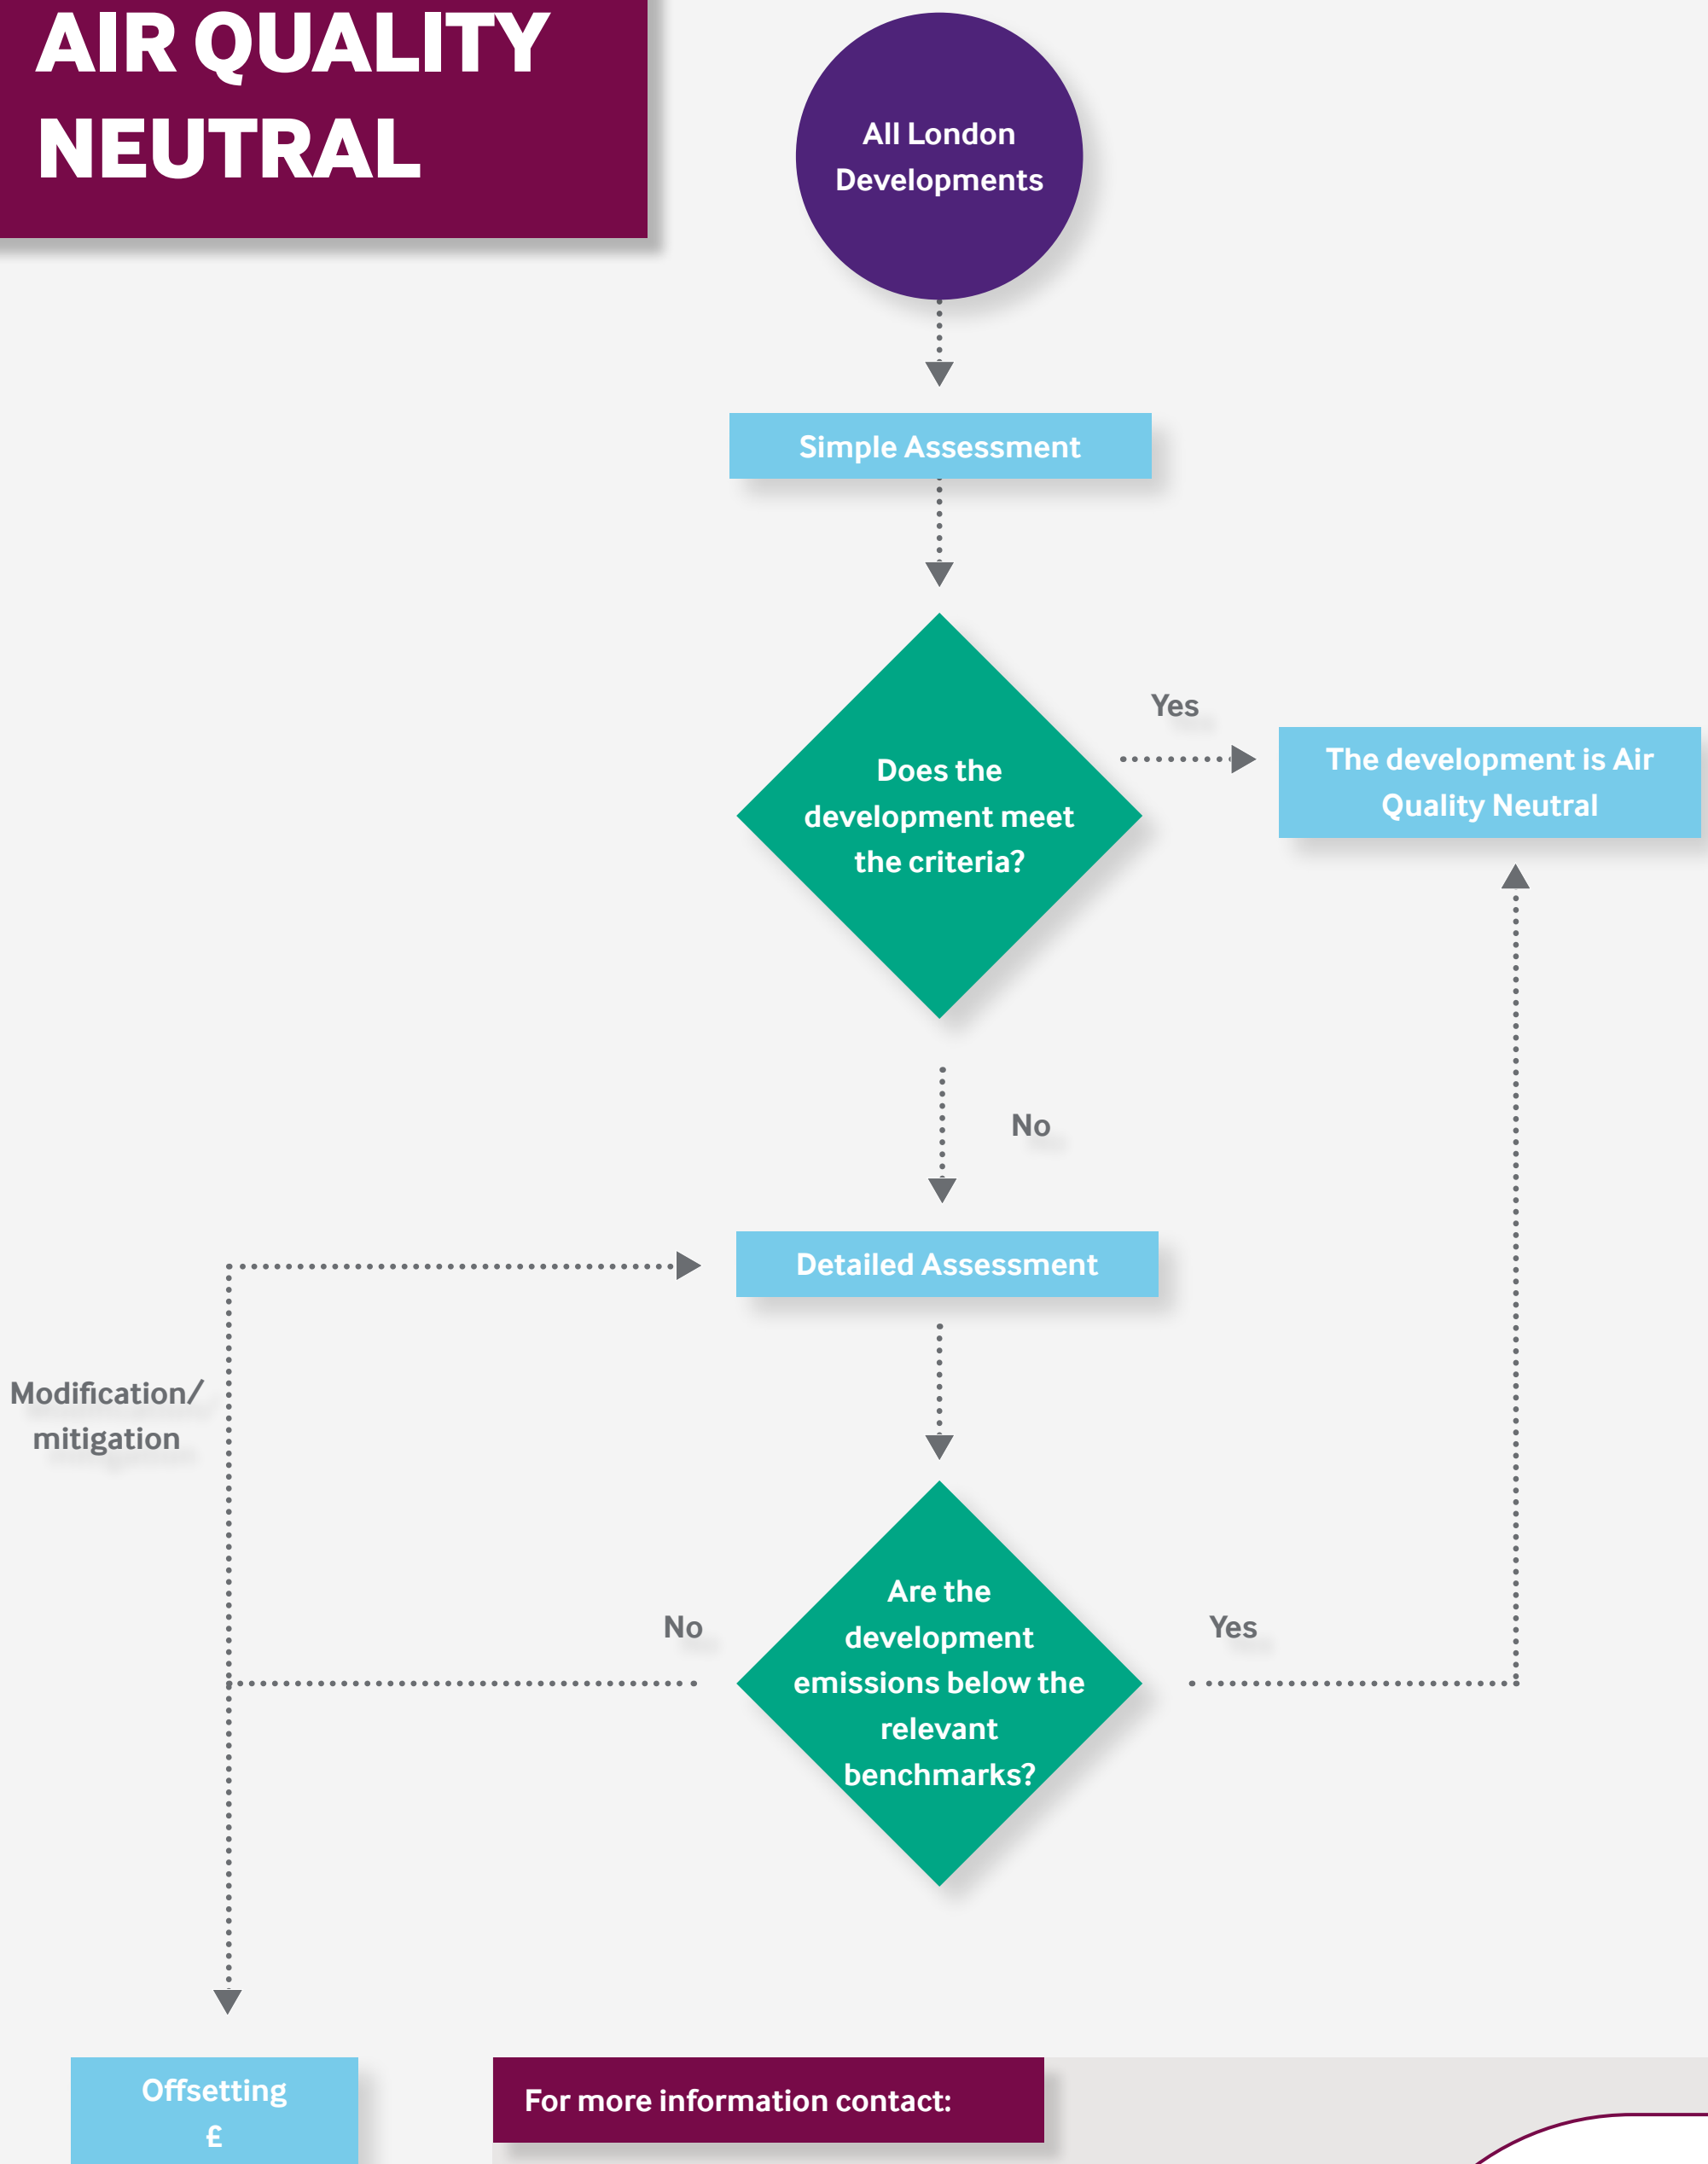 AIR QUALITY
NEUTRAL
All London
Developments
Simple Assessment
Does the
development meet
the criteria?
Yes
The development is Air
Quality Neutral
No
Detailed Assessment
Modification/
mitigation
Are the
development
emissions below the
relevant
benchmarks?
No
Yes
Offsetting
£
For more information contact: